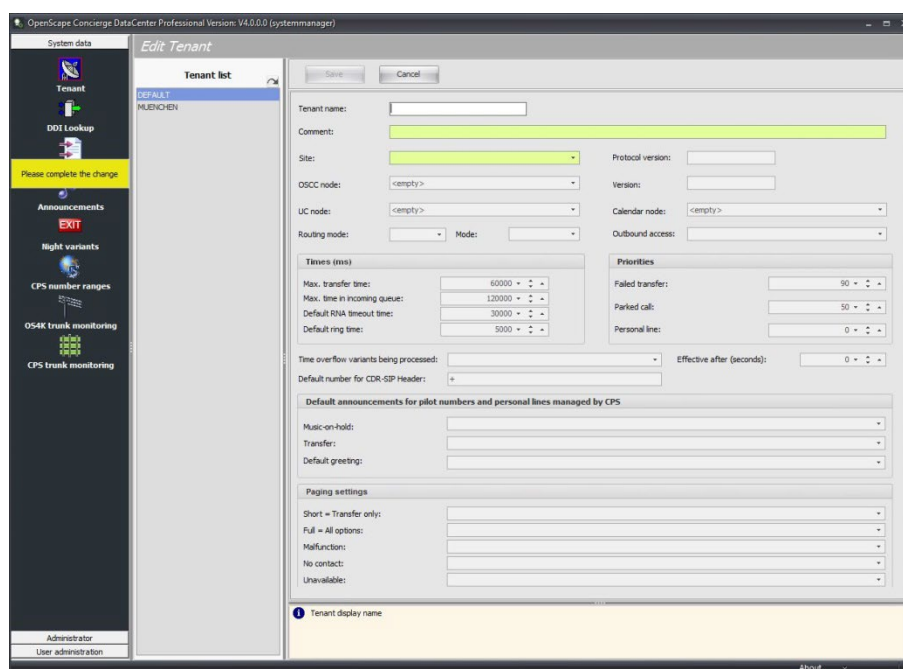 OpenScape Concierge DataCenter Professional Version: V4.0.0.0 (systemmanager)
System data
Edit Tenant
Tenant
DDI Lookup
Please complete the change
Announcements
EXIT
Night variants
CPS number ranges
OS4K trunk monitoring
CPS trunk monitoring
Administrator
User administration
Tenant list
DEFAULT
MUENCHEN
Save Cancel
Tenant name:
Comment:
Site: Protocol version:
OSCC node: <empty> Version:
UC node: <empty> Calendar node: <empty>
Routing mode: Mode: Outbound access:
Times (ms) Priorities
Max. transfer time: 60000 Failed transfer: 90
Max. time in incoming queue: 120000
Parked call: 50
Default RNA timeout time: 30000
Default ring time: 5000 Personal line: 0
Time overflow variants being processed: Effective after (seconds): 0
Default number for CDR-SIP Header: +
Default announcements for pilot numbers and personal lines managed by CPS
Music-on-hold:
Transfer:
Default greeting:
Paging settings
Short = Transfer only:
Full = All options:
Malfunction:
No contact:
Unavailable:
Tenant display name
About